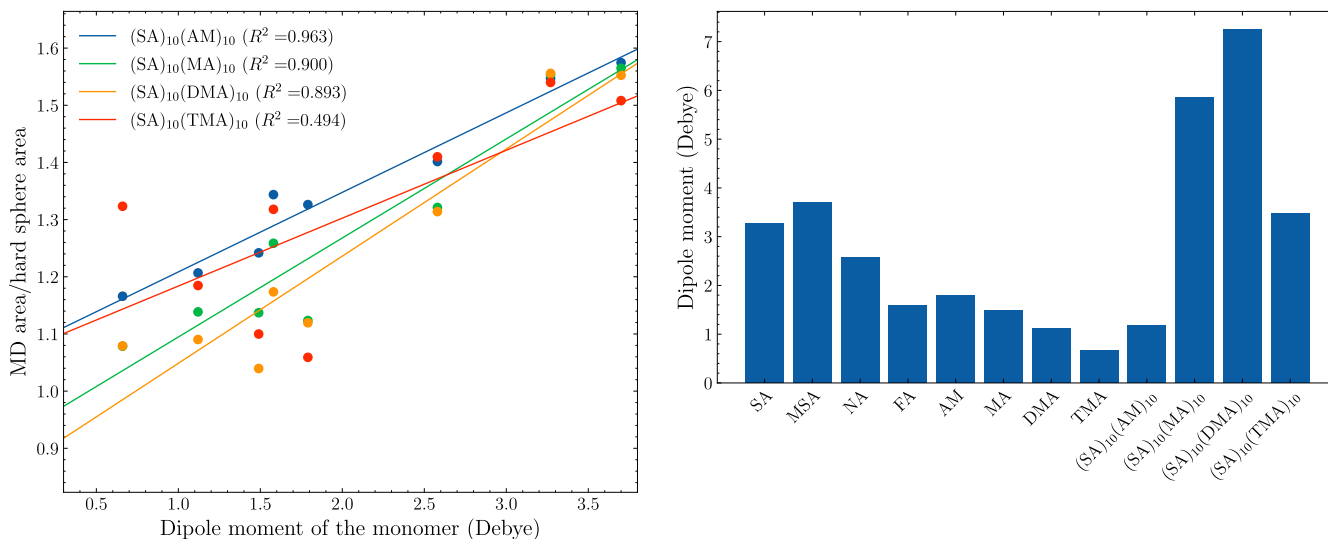 (SA)₁₀(AM)₁₀ (R² =0.963)
(SA)₁₀(MA)₁₀ (R² =0.900)
(SA)₁₀(DMA)₁₀ (R² =0.893)
(SA)₁₀(TMA)₁₀ (R² =0.494)
MD area/hard sphere area
1.6
1.5
1.4
1.3
1.2
1.1
1.0
0.9
0.5 1.0 1.5 2.0 2.5 3.0 3.5
Dipole moment of the monomer (Debye)
Dipole moment (Debye)
7
6
5
4
3
2
1
0
SA
MSA
NA
FA
AM
MA
DMA
TMA
(SA)₁₀(AM)₁₀
(SA)₁₀(MA)₁₀
(SA)₁₀(DMA)₁₀
(SA)₁₀(TMA)₁₀